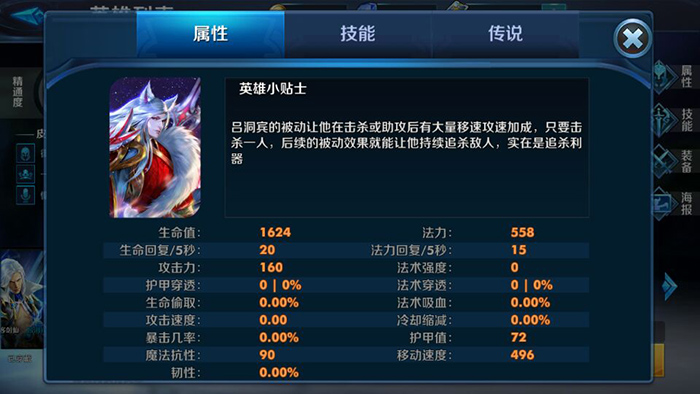 属性
技能
传说
英雄小贴士
吕洞宾的被动让他在击杀或助攻后有大量移速攻速加成，只要击
杀一人，后续的被动效果就能让他持续追杀敌人，实在是追杀利
器
生命值： 1624 法力： 558
生命回复/5秒： 20 法力回复/5秒： 15
攻击力： 160 法术强度： 0
护甲穿透： 0 | 0% 法术穿透： 0 | 0%
生命偷取： 0.00% 法术吸血： 0.00%
攻击速度： 0.00 冷却缩减： 0.00%
暴击几率： 0.00% 护甲值： 72
魔法抗性： 90 移动速度： 496
韧性： 0.00%
精通度
属性
技能
装备
海报